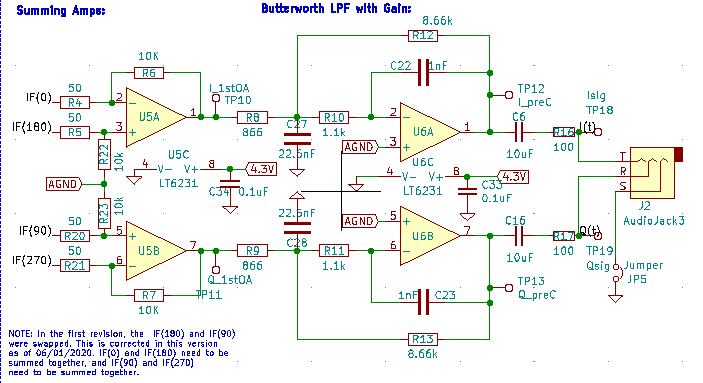 Summing Amps:
Butterworth LPF with Gain:
8.66k
R12
10K
R6
C22
1nF
50
IF(0)
R4
2
U5A
1
I_1stOA
TP10
R8
866
C27
22.6nF
R10
1.1k
2
U6A
1
TP12
I_preC
C6
10uF
Isig
TP18
I(t)
R16
100
50
IF(180)
R5
3
AGND
3
R22
10k
U5C
4
V-
V+
8
LT6231
4.3V
C34
0.1uF
U6C
4
V-
V+
8
LT6231
4.3V
C33
0.1uF
T
R
S
J2
AudioJack3
AGND
R23
10k
22.6nF
C28
AGND
50
IF(90)
R20
5
U5B
7
R9
866
R11
1.1k
5
6
U6B
7
C16
10uF
R17
100
Q(t)
TP19
Qsig
Jumper
JP5
50
IF(270)
R21
6
Q_1stOA
TP11
R7
10K
1nF
C23
TP13
Q_preC
R13
8.66k
NOTE: In the first revision, the  IF(180) and IF(90)
were swapped. This is corrected in this version
as of 06/01/2020. IF(0) and IF(180) need to be
summed together, and IF(90) and IF(270)
need to be summed together.